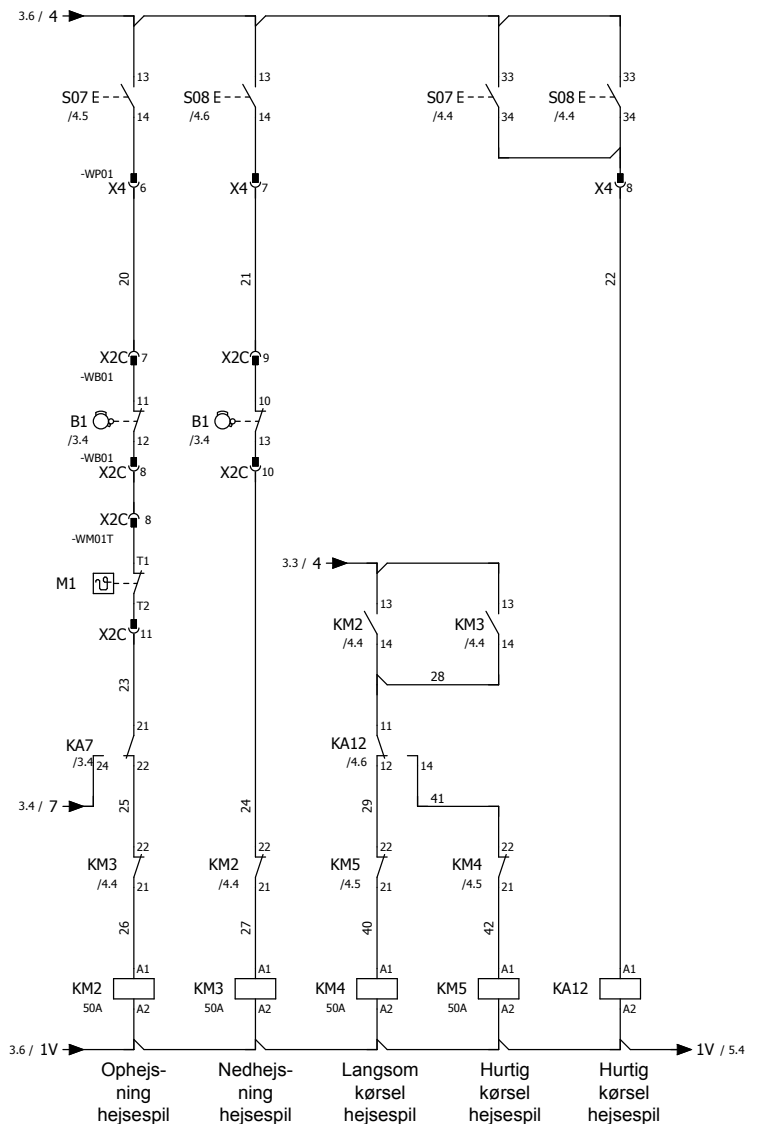 3.6 / 4
13 13 33 33
S07 E S08 E S07 E S08 E
/4.5 14 /4.6 14 /4.4 34 /4.4 34
-WP01
X4 6 X4 7 X4 8
20 21 22
X2C 7 X2C 9
-WB01
11 10
B1 B1
/3.4 12 /3.4 13
-WB01
X2C 8 X2C 10
X2C 8
-WM01T
T1 3.3 / 4
M1 ϑ
T2 13 13
KM2 KM3
X2C 11 /4.4 14 /4.4 14
23 28
21 11
KA7 KA12
/3.4 24 22 /4.6 12 14
3.4 / 7 25 24 29 41
22 22 22 22
KM3 KM2 KM5 KM4
/4.4 21 /4.4 21 /4.5 21 /4.5 21
26 27 40 42
A1 A1 A1 A1 A1
KM2 KM3 KM4 KM5 KA12
50A A2 50A A2 50A A2 50A A2 A2
3.6 / 1V 1V / 5.4
Ophejs- Nedhejs- Langsom Hurtig Hurtig
ning ning kørsel kørsel kørsel
hejsespil hejsespil hejsespil hejsespil hejsespil